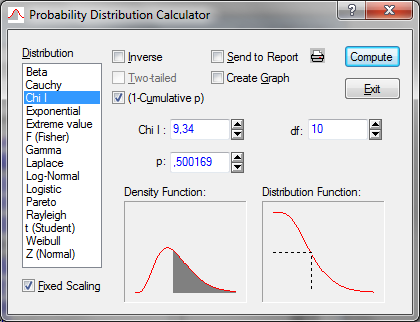 Probability Distribution Calculator
?
Distribution
Beta
Cauchy
Chi I
Exponential
Extreme value
F (Fisher)
Gamma
Laplace
Log-Normal
Logistic
Pareto
Rayleigh
t (Student)
Weibull
Z (Normal)
Fixed Scaling
Inverse
Send to Report
Two-tailed
Create Graph
(1-Cumulative p)
Compute
Exit
Chi I : 9,34
df: 10
p: ,500169
Density Function:
Distribution Function: